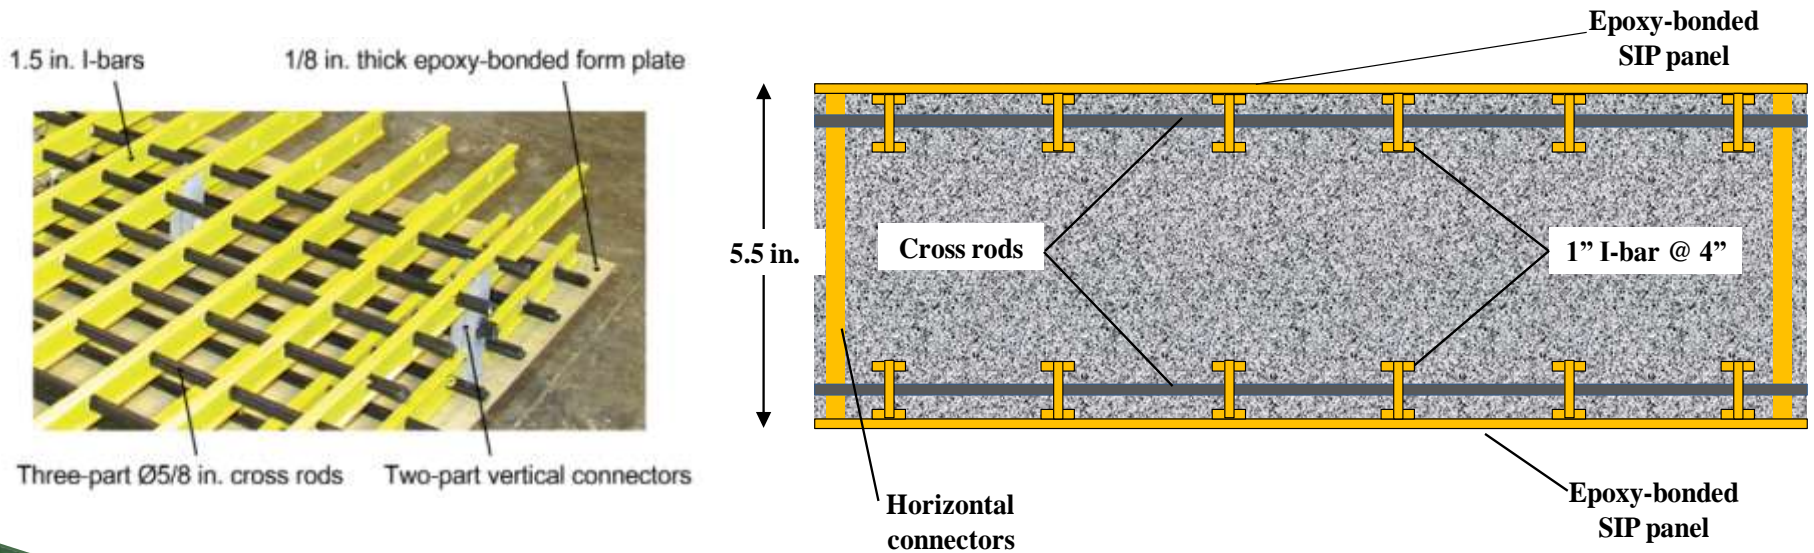 1.5 in. I-bars
1/8 in. thick epoxy-bonded form plate
Three-part Ø5/8 in. cross rods
Two-part vertical connectors
Epoxy-bonded
SIP panel
5.5 in.
Cross rods
1” I-bar @ 4”
Horizontal
connectors
Epoxy-bonded
SIP panel